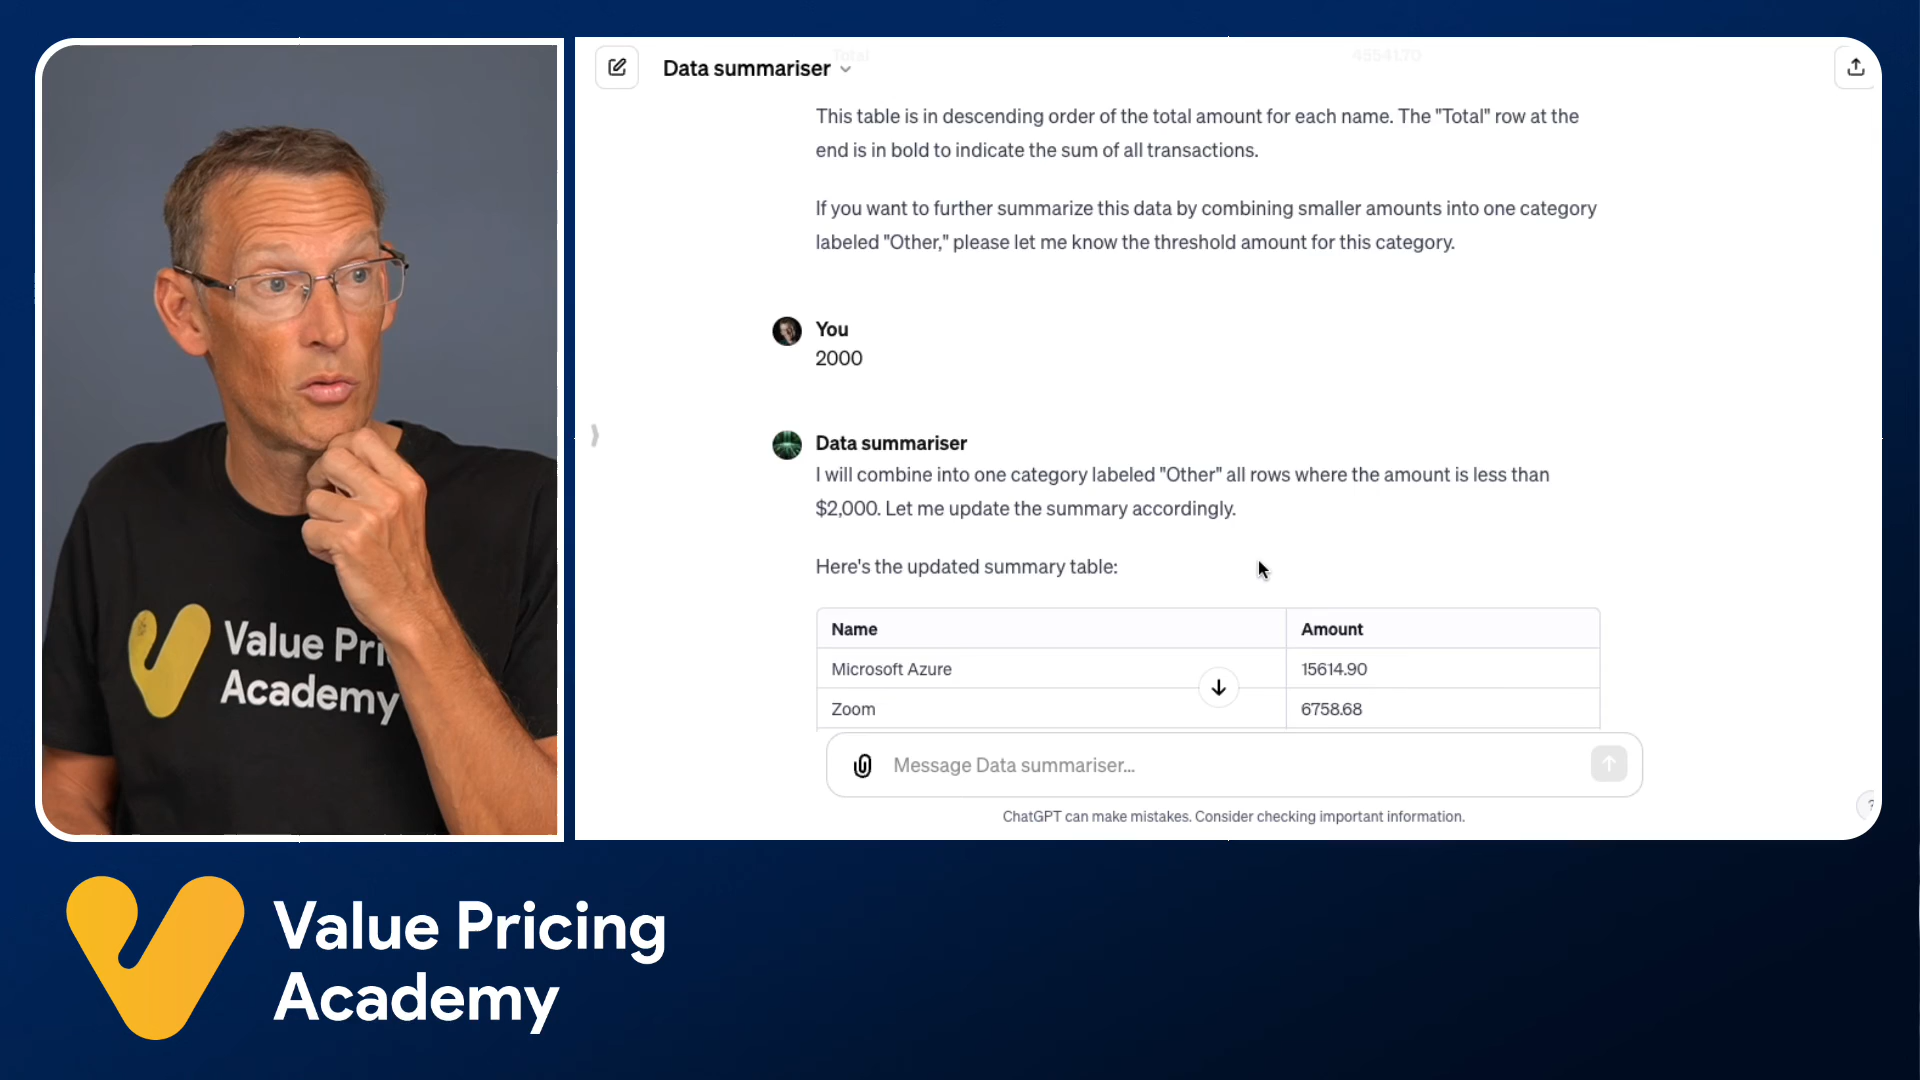 Data summariser
Total
45541.70
This table is in descending order of the total amount for each name. The "Total" row at the
end is in bold to indicate the sum of all transactions.
If you want to further summarize this data by combining smaller amounts into one category
labeled "Other," please let me know the threshold amount for this category.
You
2000
Data summariser
I will combine into one category labeled "Other" all rows where the amount is less than
$2,000. Let me update the summary accordingly.
Here's the updated summary table:
Name Amount
Microsoft Azure 15614.90
Zoom 6758.68
Message Data summariser...
ChatGPT can make mistakes. Consider checking important information.
?
Value Pri
Academy
Value Pricing
Academy